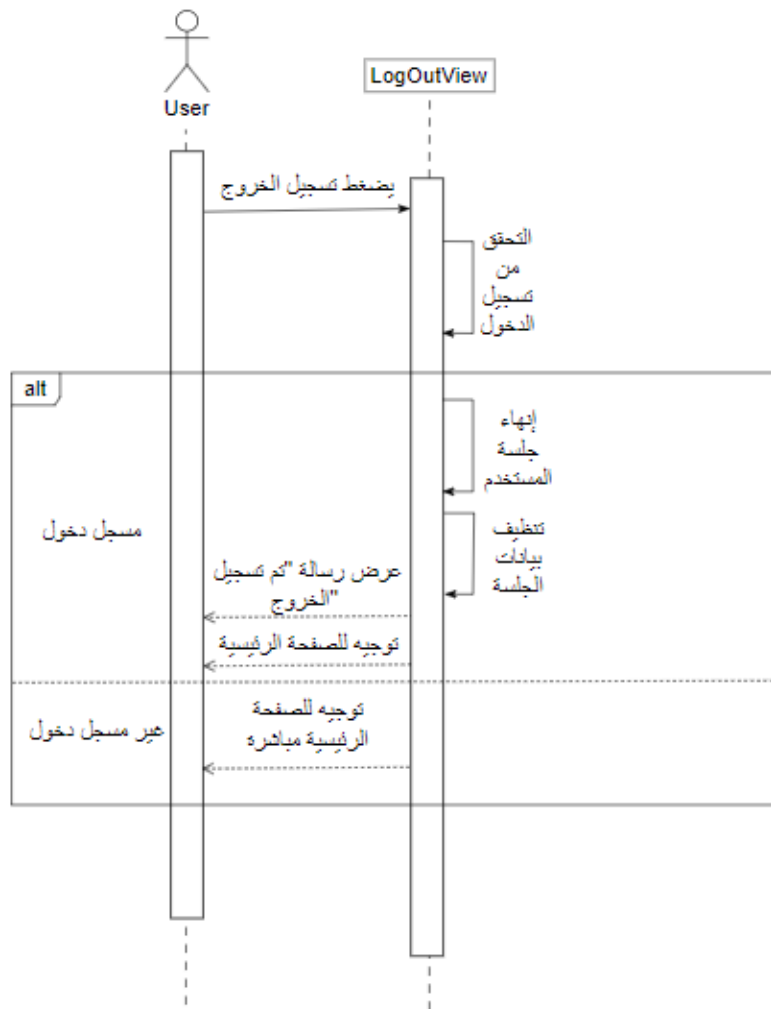 User
LogOutView
يضغط تسجيل الخروج
التحقق
من
تسجيل
الدخول
alt
إنهاء
جلسة
المستخدم
مسجل دخول
تنظيف
بيانات
الجلسة
عرض رسالة "تم تسجيل
الخروج"
توجيه للصفحة الرئيسية
غير مسجل دخول
توجيه للصفحة
الرئيسية مباشرة